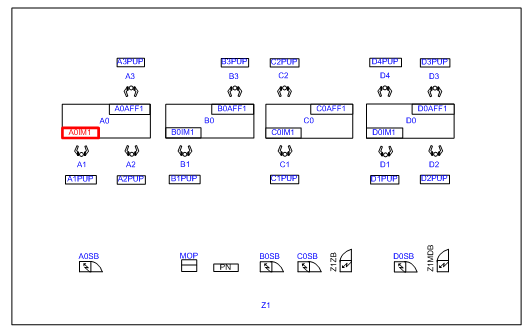 A3PUP B3PUP C2PUP D4PUP D3PUP
A3 B3 C2 D4 D3
A0AFF1 B0AFF1 C0AFF1 D0AFF1
A0 B0 C0 D0
A0IM1 B0IM1 C0IM1 D0IM1
A1 A2 B1 C1 D1 D2
A1PUP A2PUP B1PUP C1PUP D1PUP D2PUP
A0SB MOP PN B0SB C0SB Z1ZB D0SB Z1MDB
Z1